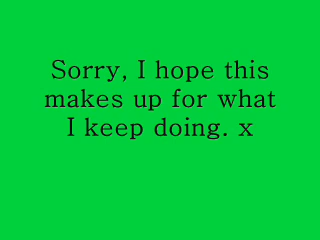 Sorry, I hope this
makes up for what
I keep doing. x